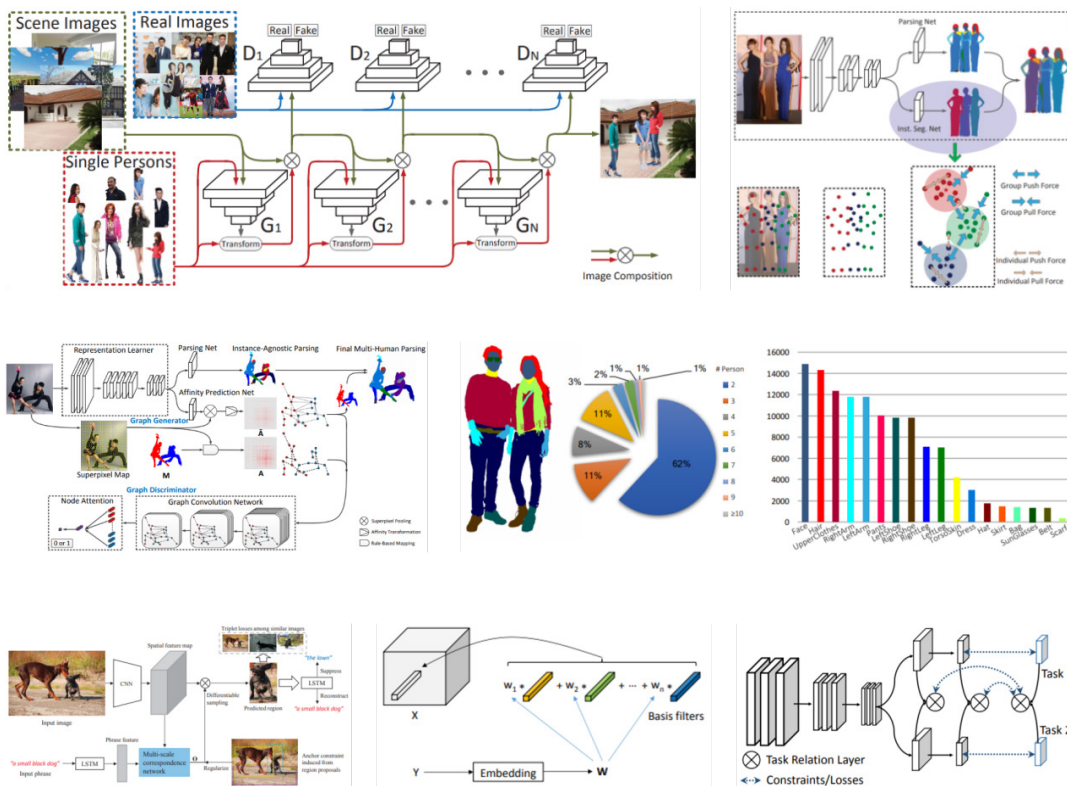 Scene Images
Real Images
Real Fake
Real Fake
Real Fake
D1
D2
DN
Single Persons
G1
G2
GN
Transform
Transform
Transform
Image Composition
Parsing Net
Inst. Seg. Net
Group Push Force
Group Pull Force
Individual Push Force
Individual Pull Force
Representation Learner
Parsing Net
Instance-Agnostic Parsing
Final Multi-Human Parsing
Affinity Prediction Net
Graph Generator
Superpixel Map
M
Ã
A
Graph Discriminator
Node Attention
Graph Convolution Network
0 or 1
Superpixel Pooling
Affinity Transformation
Rule-Based Mapping
1%
1%
1%
2%
3%
11%
8%
11%
62%
# Person
2
3
4
5
6
7
8
9
≥10
16000
14000
12000
10000
8000
6000
4000
2000
0
Face
Hair
UpperClothes
RightArm
LeftArm
Pants
LeftShoe
RightShoe
RightLeg
LeftLeg
TorsoSkin
Dress
Hat
Skirt
Bag
SunGlasses
Belt
Scarf
Triplet losses among similar images
Spatial feature map
CNN
Input image
Differentiable sampling
Predicted region
"the lawn"
Suppress
LSTM
Reconstruct
"a small black dog"
Phrase feature
"a small black dog"
LSTM
Input phrase
Multi-scale correspondence network
Regularize
Anchor constraint induced from region proposals
X
w1 * + w2 * + ... + wn *
Basis filters
Y
Embedding
W
Task
Task 2
Task Relation Layer
Constraints/Losses